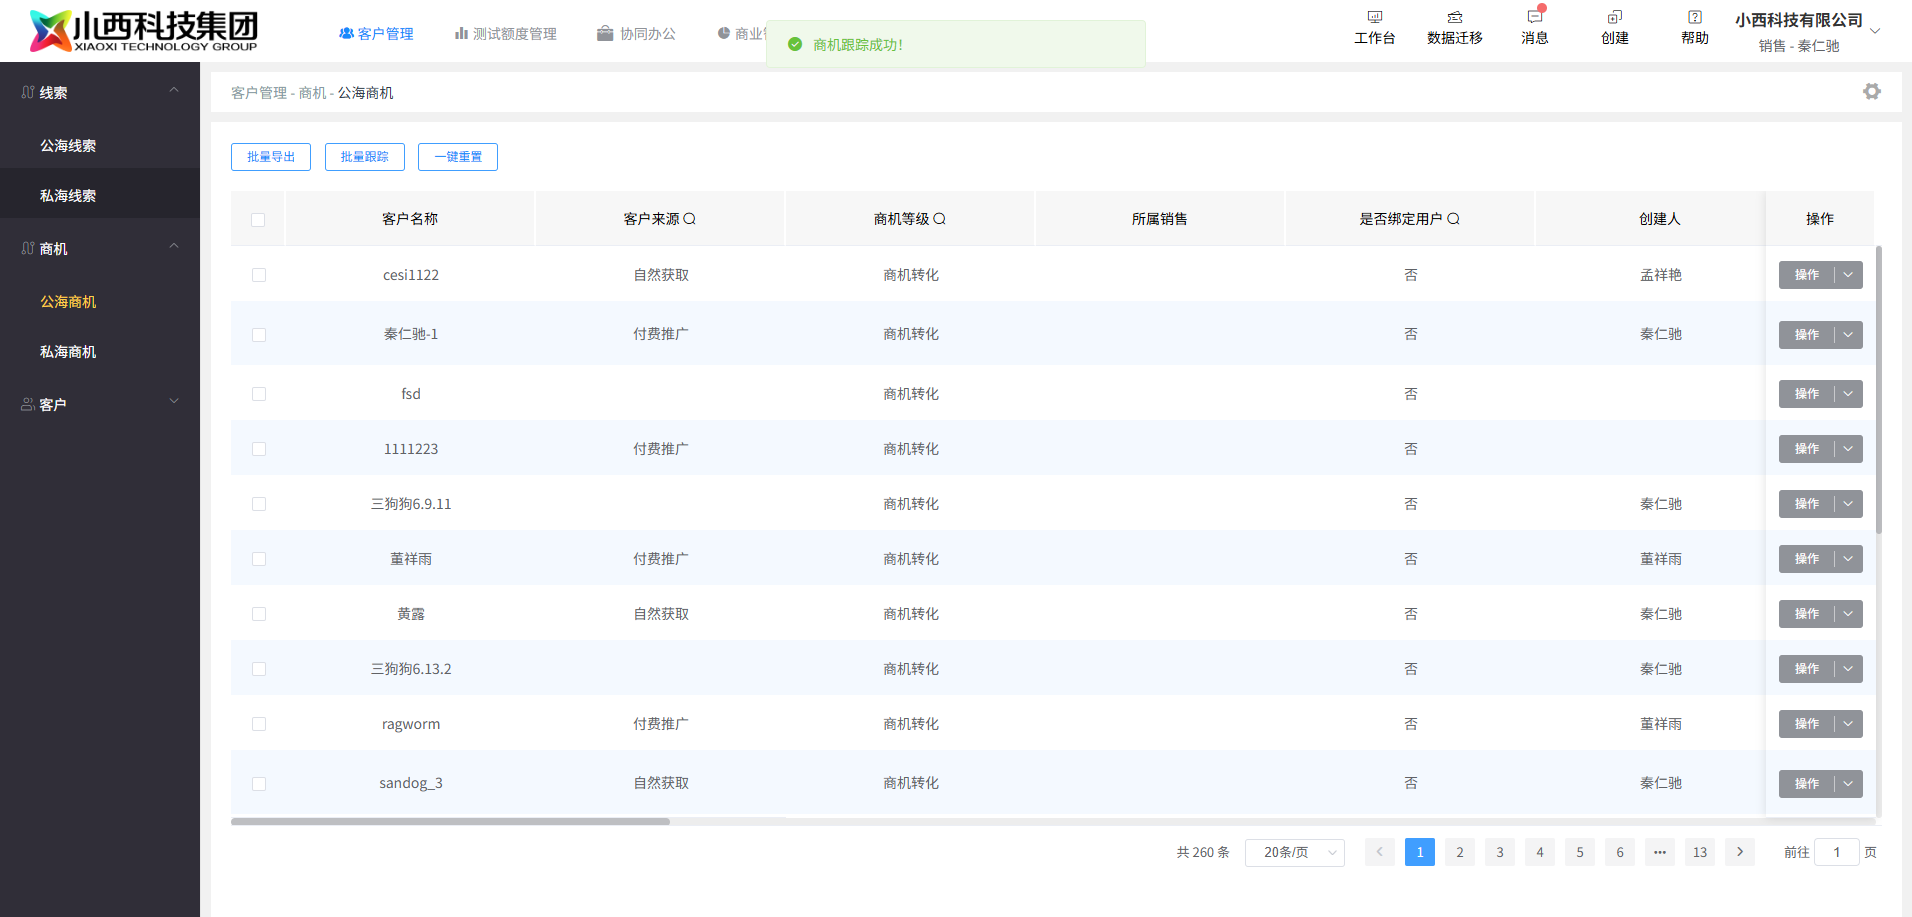 小西科技集团
XIAOXI TECHNOLOGY GROUP
客户管理 测试额度管理 协同办公 商业
商机跟踪成功！
工作台 数据迁移 消息 创建 帮助
小西科技有限公司
销售 - 秦仁驰
线索
公海线索
私海线索
商机
公海商机
私海商机
客户
客户管理 - 商机 - 公海商机
批量导出 批量跟踪 一键重置
客户名称 客户来源 商机等级 所属销售 是否绑定用户 创建人 操作
cesi1122 自然获取 商机转化 否 孟祥艳 操作
秦仁驰-1 付费推广 商机转化 否 秦仁驰 操作
fsd 商机转化 否 操作
1111223 付费推广 商机转化 否 操作
三狗狗6.9.11 商机转化 否 秦仁驰 操作
董祥雨 付费推广 商机转化 否 董祥雨 操作
黄露 自然获取 商机转化 否 秦仁驰 操作
三狗狗6.13.2 商机转化 否 秦仁驰 操作
ragworm 付费推广 商机转化 否 董祥雨 操作
sandog_3 自然获取 商机转化 否 秦仁驰 操作
共 260 条 20条/页 1 2 3 4 5 6 ••• 13 前往 1 页